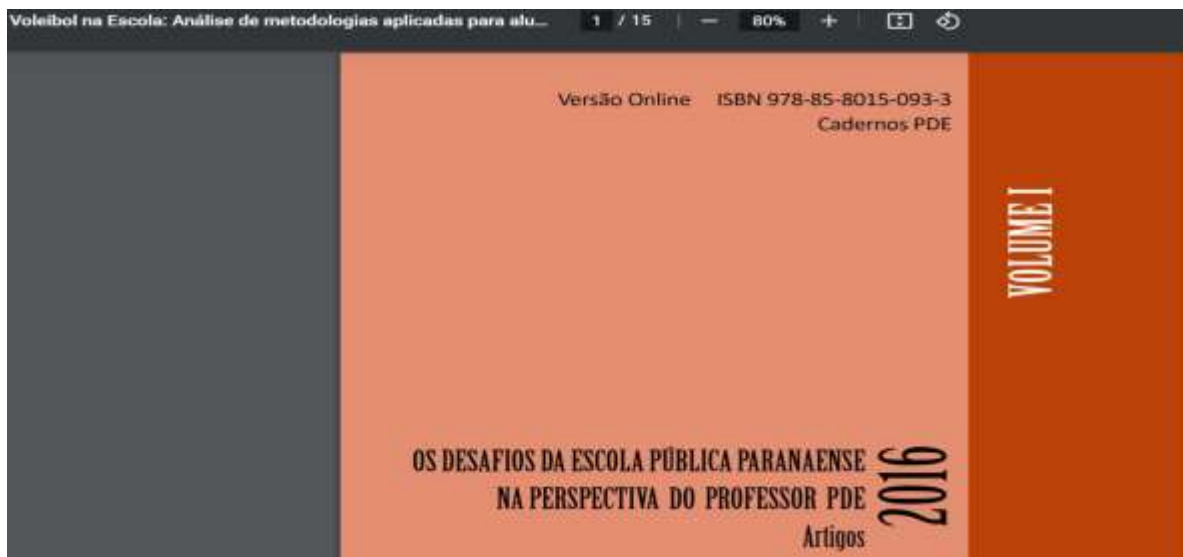 Voleibol na Escola: Análise de metodologias aplicadas para alu... 1 / 15 80%
Versão Online ISBN 978-85-8015-093-3
Cadernos PDE
VOLUME I
OS DESAFIOS DA ESCOLA PÚBLICA PARANAENSE
NA PERSPECTIVA DO PROFESSOR PDE
Artigos
2016